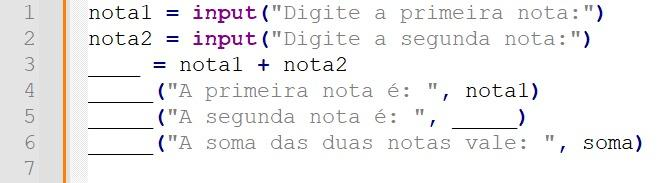 1 nota1 = input("Digite a primeira nota:")
2 nota2 = input("Digite a segunda nota:")
3 ____ = nota1 + nota2
4 _____("A primeira nota é: ", nota1)
5 _____("A segunda nota é: ", _____)
6 _____("A soma das duas notas vale: ", soma)
7